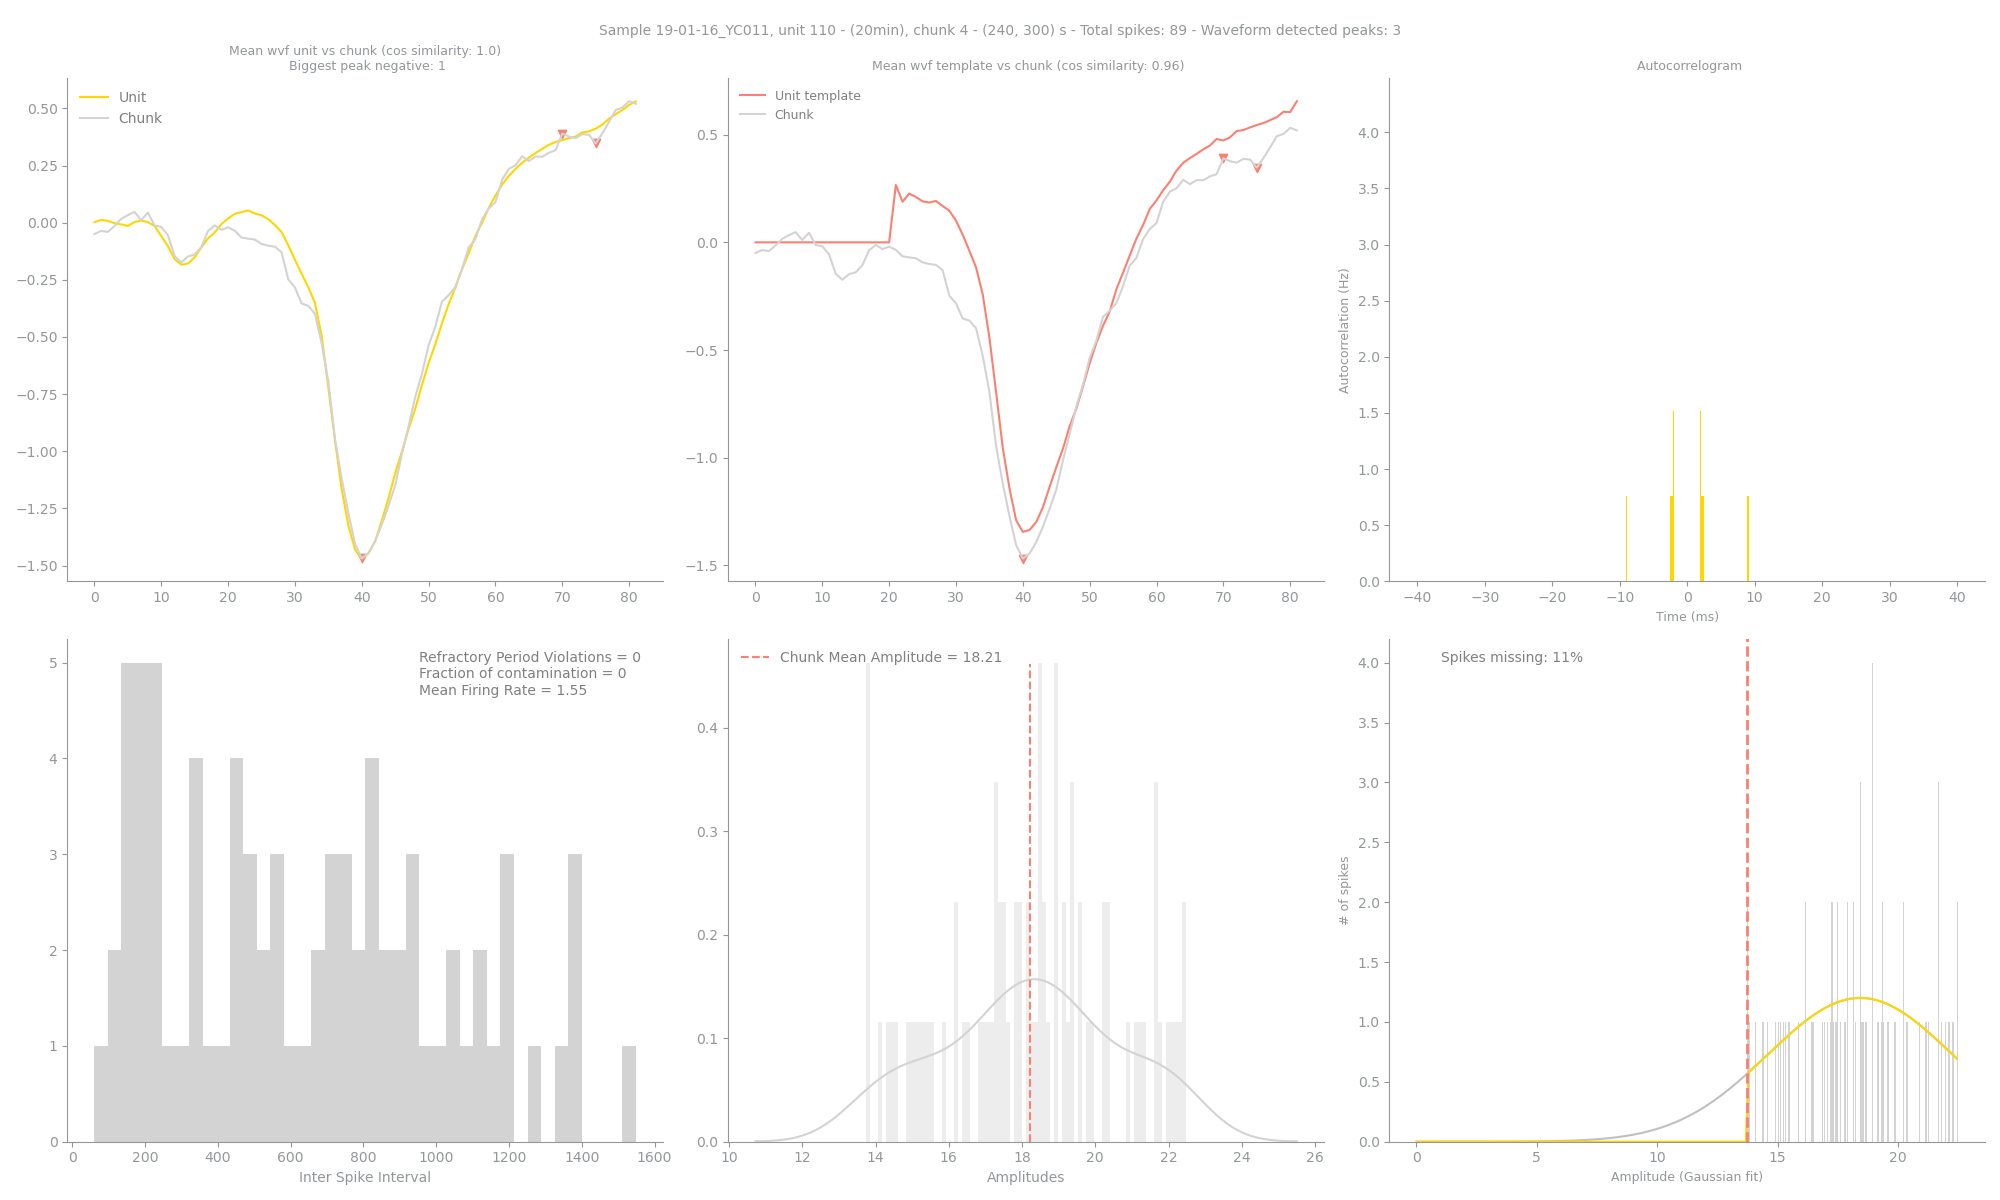 Sample 19-01-16_YC011, unit 110 - (20min), chunk 4 - (240, 300) s - Total spikes: 89 - Waveform detected peaks: 3
Mean wvf unit vs chunk (cos similarity: 1.0)
Biggest peak negative: 1
Unit
Chunk
0.50
0.25
0.00
−0.25
−0.50
−0.75
−1.00
−1.25
−1.50
0 10 20 30 40 50 60 70 80
Mean wvf template vs chunk (cos similarity: 0.96)
Unit template
Chunk
0.5
0.0
−0.5
−1.0
−1.5
0 10 20 30 40 50 60 70 80
Autocorrelogram
Autocorrelation (Hz)
4.0
3.5
3.0
2.5
2.0
1.5
1.0
0.5
0.0
−40 −30 −20 −10 0 10 20 30 40
Time (ms)
Refractory Period Violations = 0
Fraction of contamination = 0
Mean Firing Rate = 1.55
5
4
3
2
1
0
0 200 400 600 800 1000 1200 1400 1600
Inter Spike Interval
Chunk Mean Amplitude = 18.21
0.4
0.3
0.2
0.1
0.0
10 12 14 16 18 20 22 24 26
Amplitudes
Spikes missing: 11%
# of spikes
4.0
3.5
3.0
2.5
2.0
1.5
1.0
0.5
0.0
0 5 10 15 20
Amplitude (Gaussian fit)